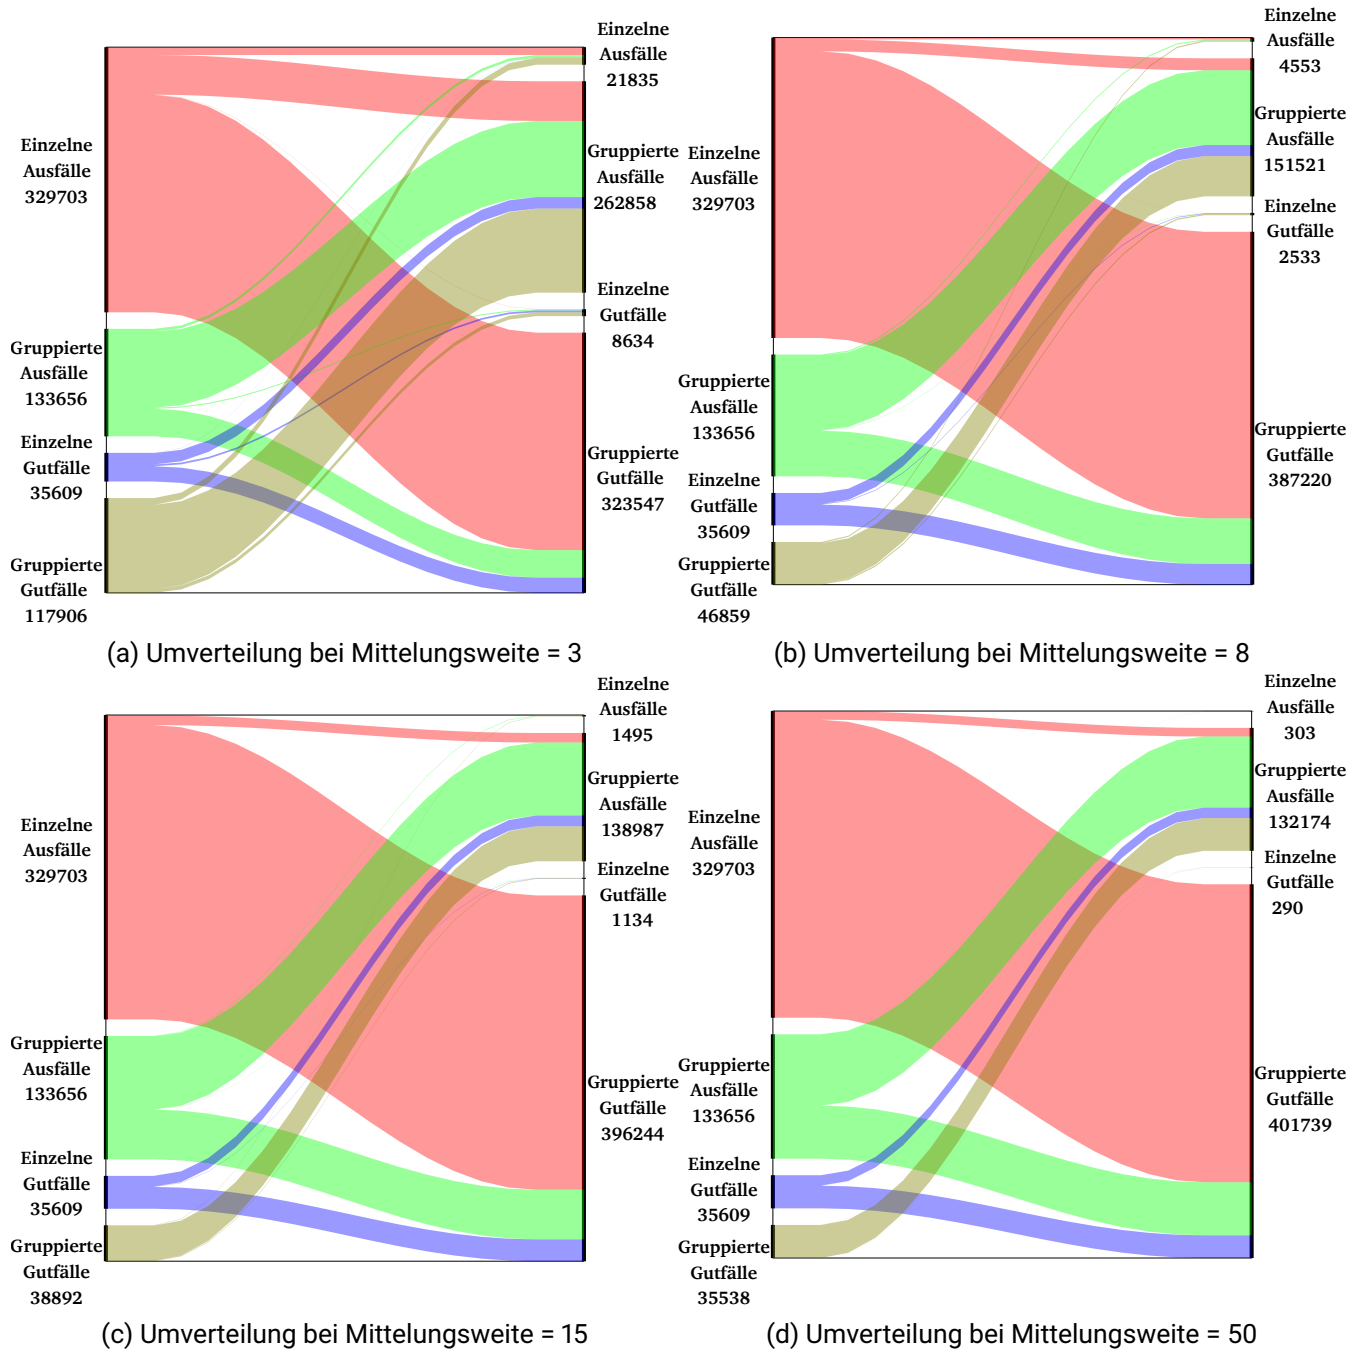 Einzelne
Ausfälle
329703
Gruppierte
Ausfälle
133656
Einzelne
Gutfälle
35609
Gruppierte
Gutfälle
117906
Einzelne
Ausfälle
21835
Gruppierte
Ausfälle
262858
Einzelne
Gutfälle
8634
Gruppierte
Gutfälle
323547
(a) Umverteilung bei Mittelungsweite = 3
Einzelne
Ausfälle
329703
Gruppierte
Ausfälle
133656
Einzelne
Gutfälle
35609
Gruppierte
Gutfälle
46859
Einzelne
Ausfälle
4553
Gruppierte
Ausfälle
151521
Einzelne
Gutfälle
2533
Gruppierte
Gutfälle
387220
(b) Umverteilung bei Mittelungsweite = 8
Einzelne
Ausfälle
329703
Gruppierte
Ausfälle
133656
Einzelne
Gutfälle
35609
Gruppierte
Gutfälle
38892
Einzelne
Ausfälle
1495
Gruppierte
Ausfälle
138987
Einzelne
Gutfälle
1134
Gruppierte
Gutfälle
396244
(c) Umverteilung bei Mittelungsweite = 15
Einzelne
Ausfälle
329703
Gruppierte
Ausfälle
133656
Einzelne
Gutfälle
35609
Gruppierte
Gutfälle
35538
Einzelne
Ausfälle
303
Gruppierte
Ausfälle
132174
Einzelne
Gutfälle
290
Gruppierte
Gutfälle
401739
(d) Umverteilung bei Mittelungsweite = 50